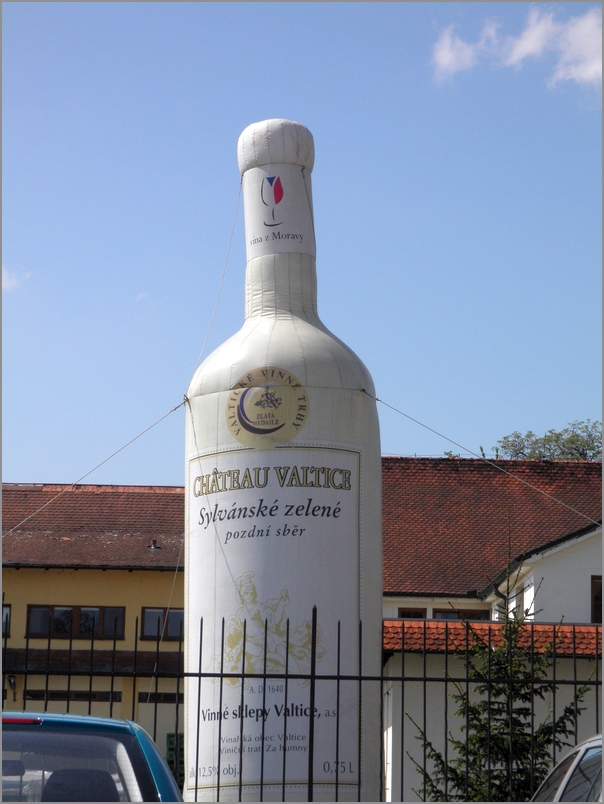 vína z Moravy
VALTICKÉ VINNÉ TRHY
ZLATÁ
MEDAILE
CHÂTEAU VALTICE
Sylvánské zelené
pozdní sběr
A. D. 1640
Vinné sklepy Valtice, a.s.
Vinařská obec Valtice
Viniční trať Za humny
alk 12,5% obj.
0,75 L